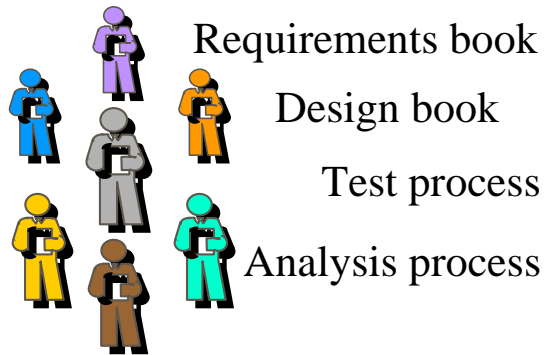 Requirements book
Design book
Test process
Analysis process